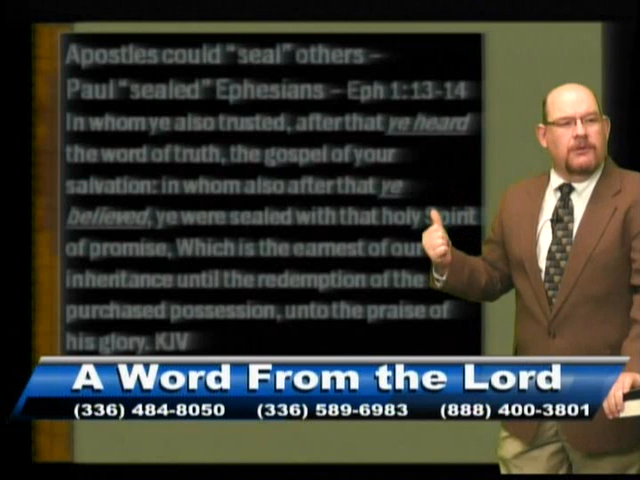 Apostles could "seal" others –
Paul "sealed" Ephesians – Eph 1:13-14
In whom ye also trusted, after that ye heard
the word of truth, the gospel of your
salvation: in whom also after that ye
believed, ye were sealed with that holy Spirit
of promise, Which is the earnest of our
inheritance until the redemption of the
purchased possession, unto the praise of
his glory. KJV
A Word From the Lord
(336) 484-8050 (336) 589-6983 (888) 400-3801